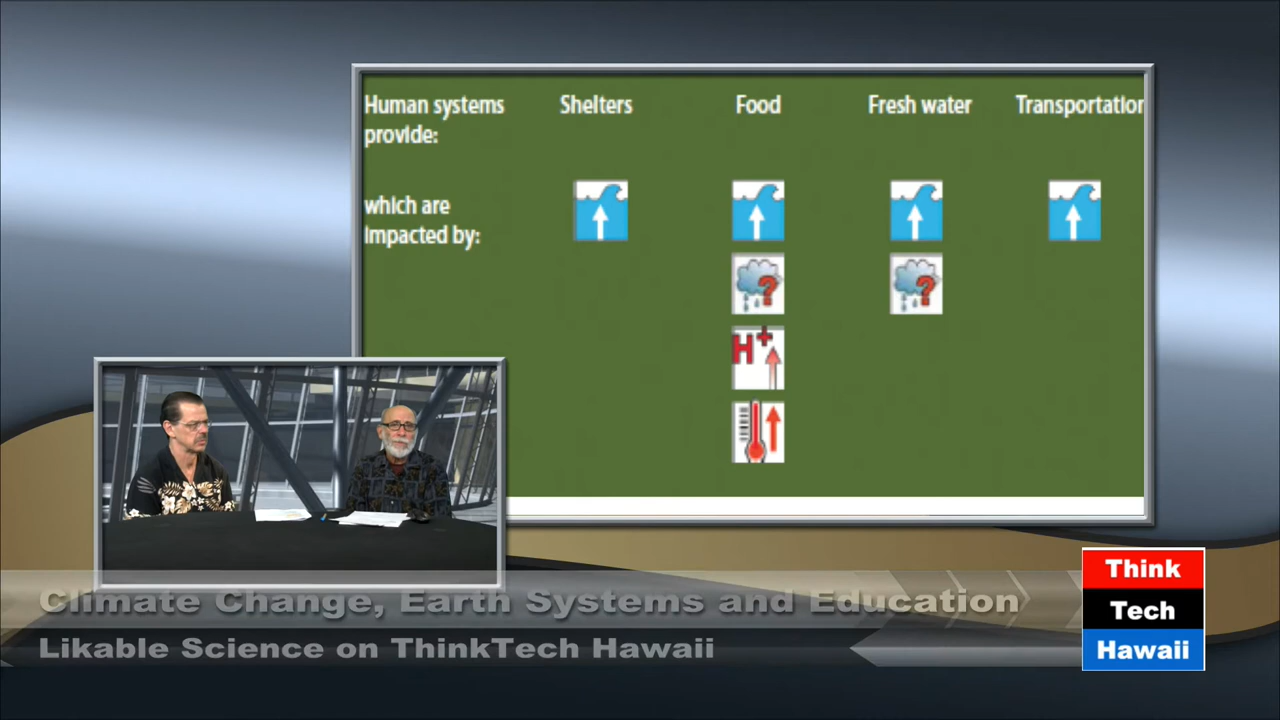 Human systems
provide:
Shelters
Food
Fresh water
Transportation
which are
impacted by:
?
?
H+
Climate Change, Earth Systems and Education
Likable Science on ThinkTech Hawaii
Think
Tech
Hawaii